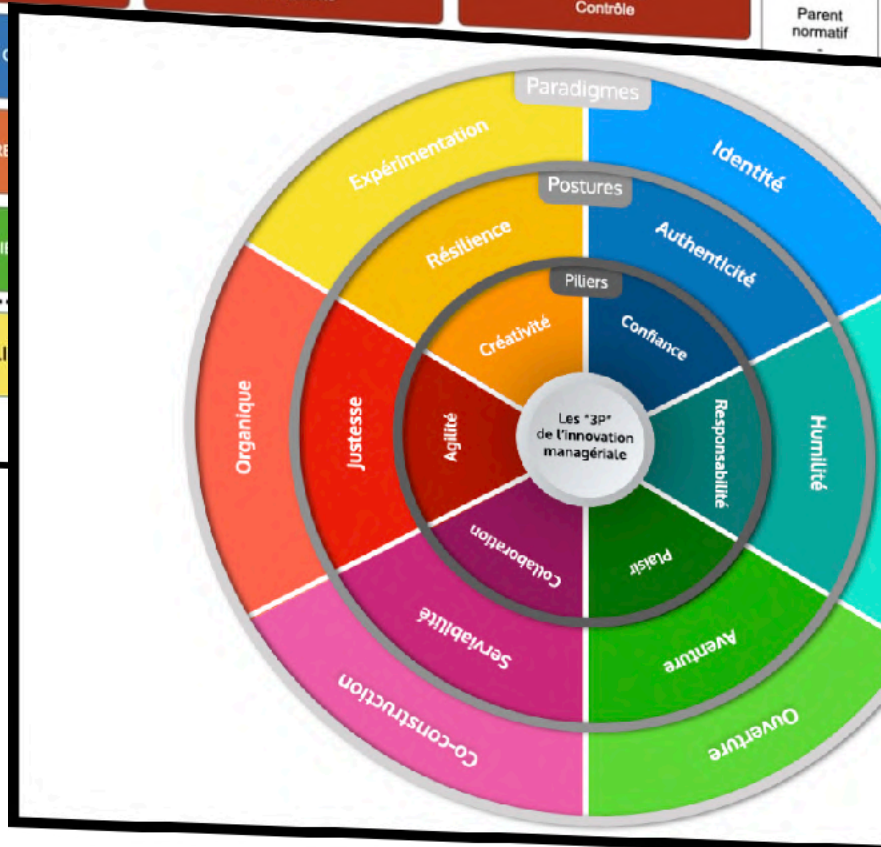 Contrôle
Parent
normatif
Paradigmes
Expérimentation
Identité
Postures
Résilience
Authenticité
Piliers
Créativité
Confiance
Les "3P"
de l'innovation
managériale
Organique
Justesse
Agilité
Responsabilité
Humilité
Collaboration
Plaisir
Serviabilité
Aventure
Co-construction
Ouverture